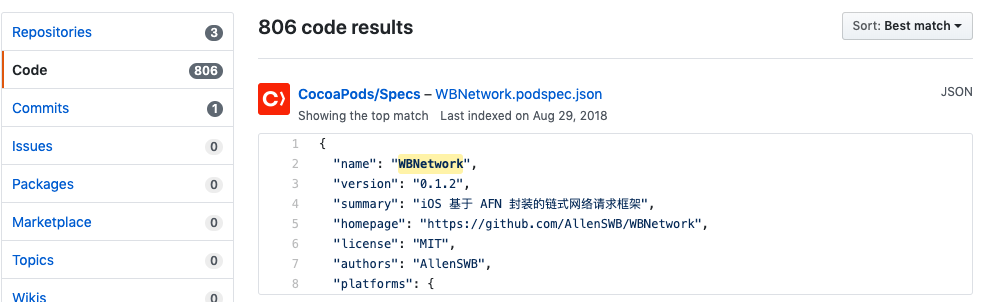 Repositories 3
Code 806
Commits 1
Issues 0
Packages 0
Marketplace 0
Topics 0
Wikis
806 code results
Sort: Best match
CocoaPods/Specs – WBNetwork.podspec.json
JSON
Showing the top match Last indexed on Aug 29, 2018
1 {
2 "name": "WBNetwork",
3 "version": "0.1.2",
4 "summary": "iOS 基于 AFN 封装的链式网络请求框架",
5 "homepage": "https://github.com/AllenSWB/WBNetwork",
6 "license": "MIT",
7 "authors": "AllenSWB",
8 "platforms": {